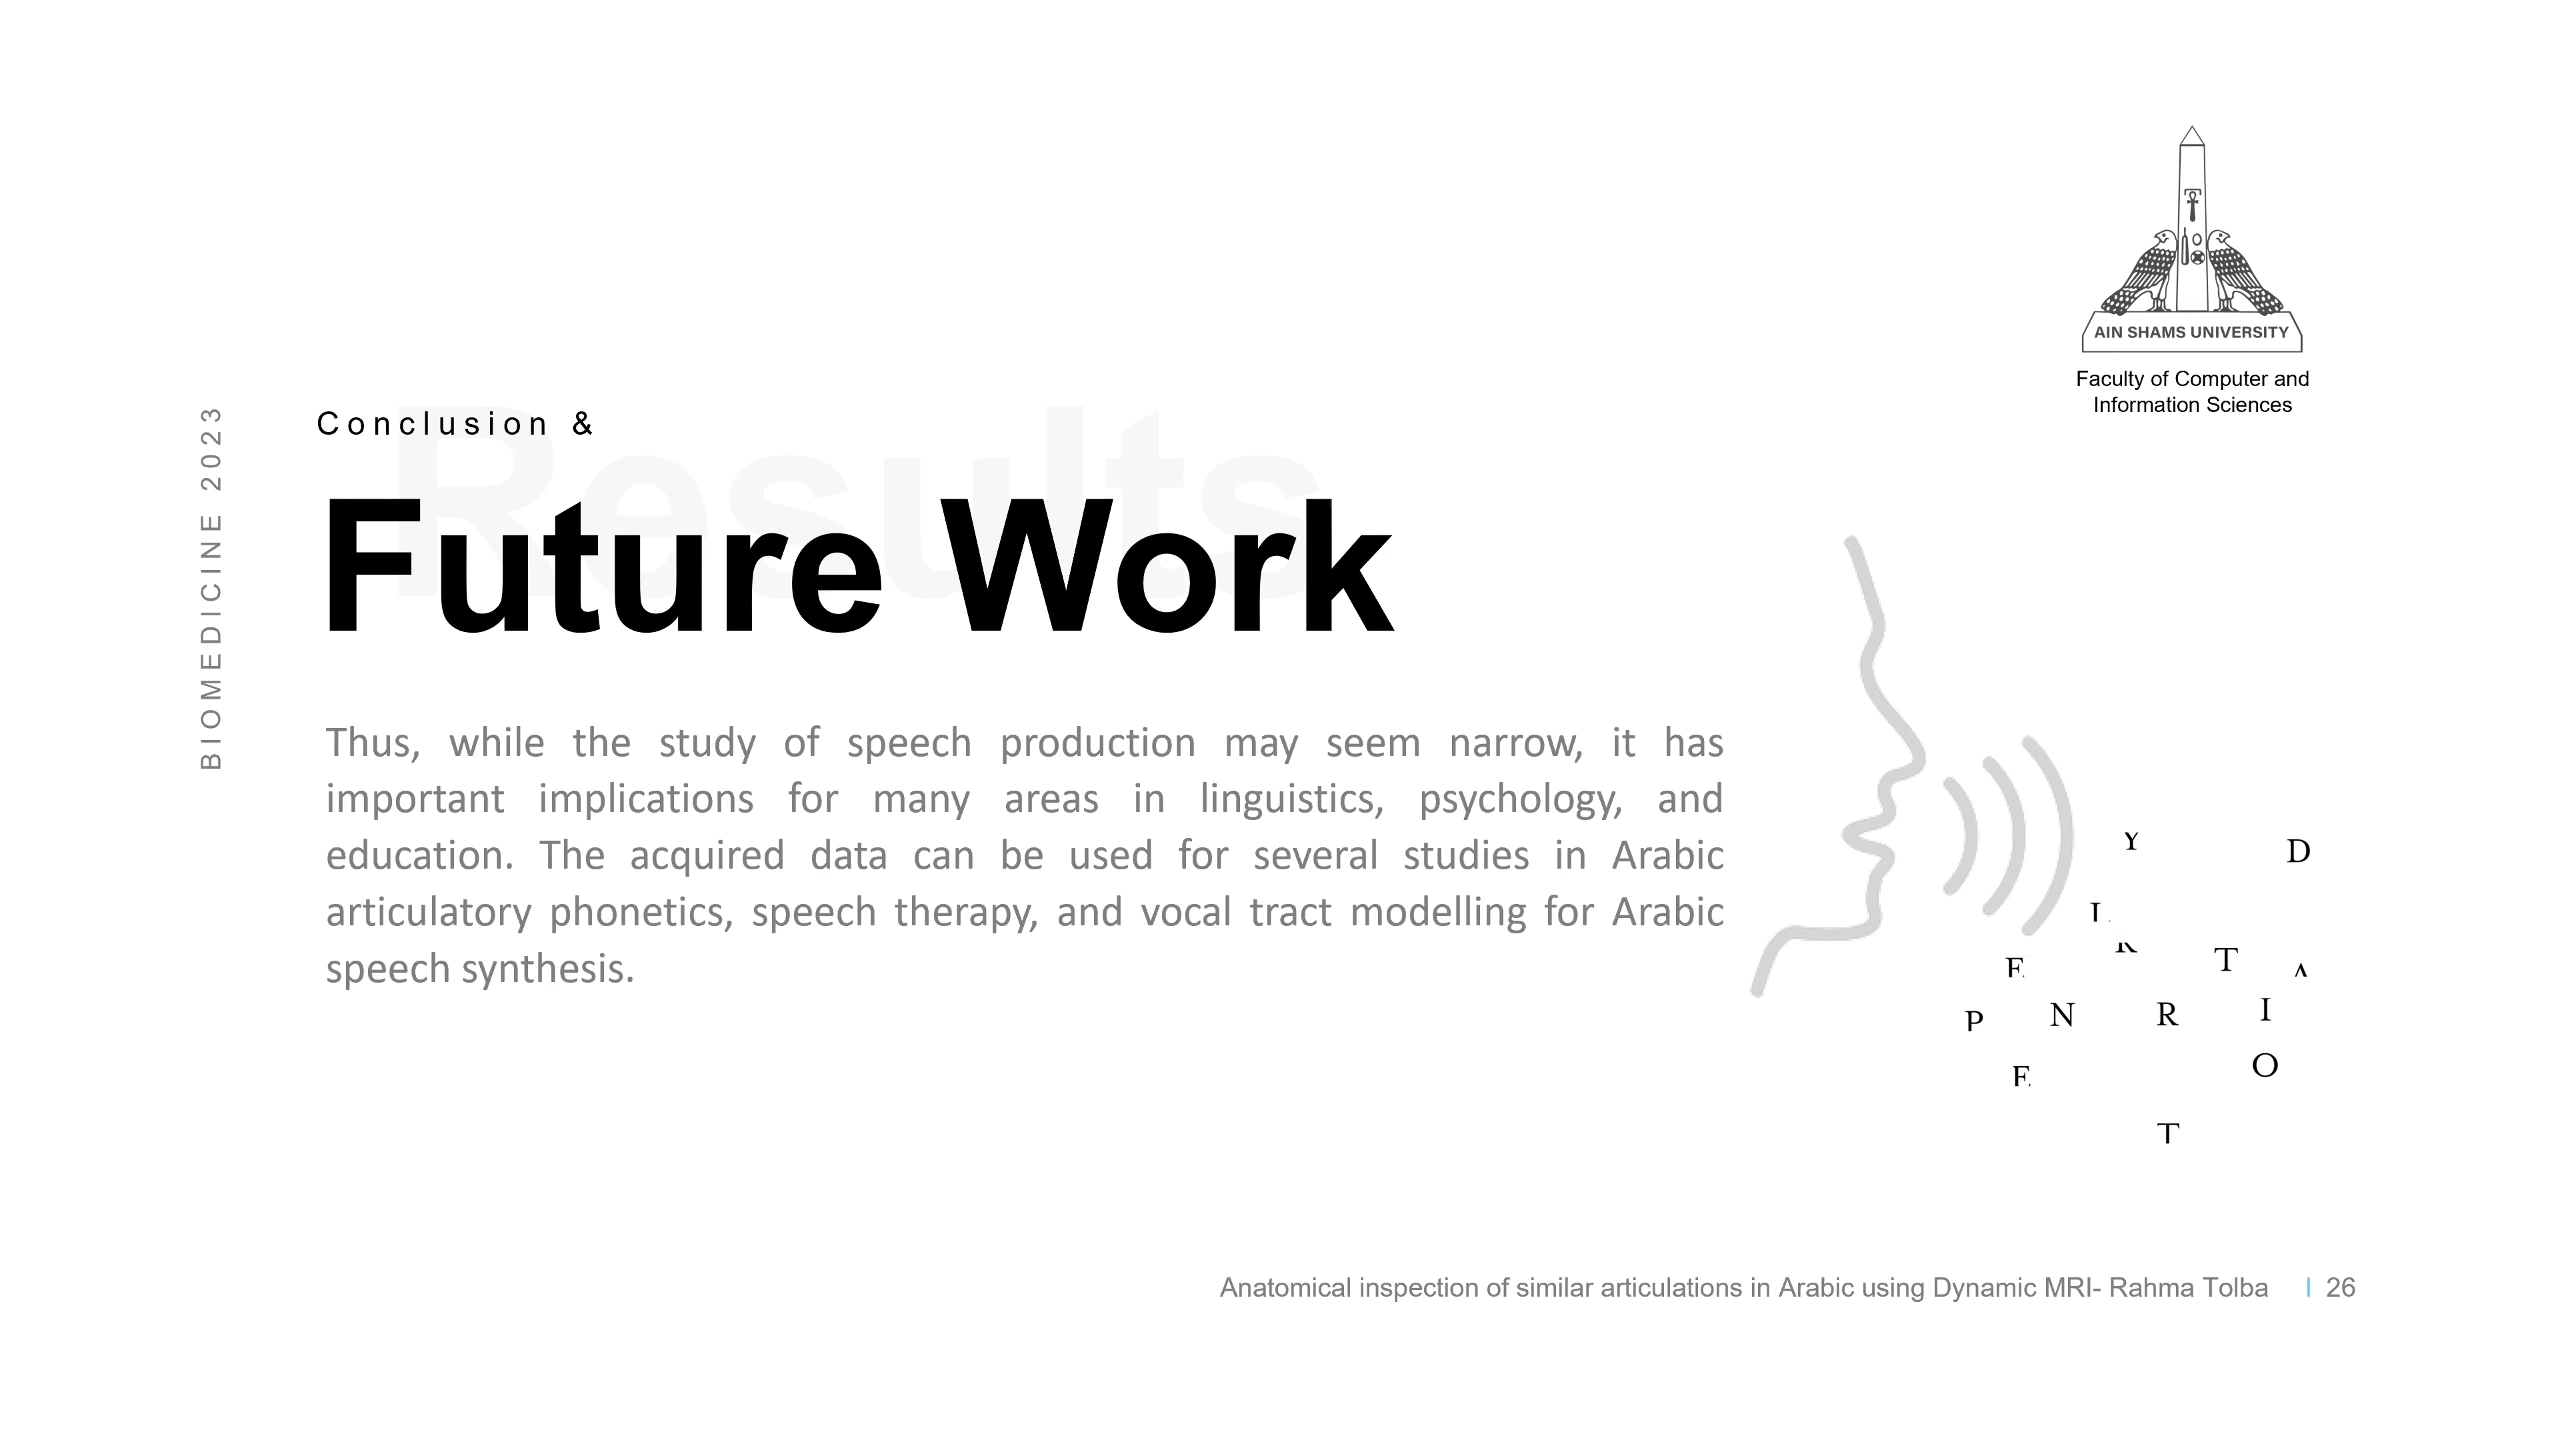 AIN SHAMS UNIVERSITY
Faculty of Computer and
Information Sciences
BIOMEDICINE 2023
Conclusion &
Results
Future Work
Thus, while the study of speech production may seem narrow, it has
important implications for many areas in linguistics, psychology, and
education. The acquired data can be used for several studies in Arabic
articulatory phonetics, speech therapy, and vocal tract modelling for Arabic
speech synthesis.
Y D
L
K
E T A
P N R I
E O
T
Anatomical inspection of similar articulations in Arabic using Dynamic MRI- Rahma Tolba | 26